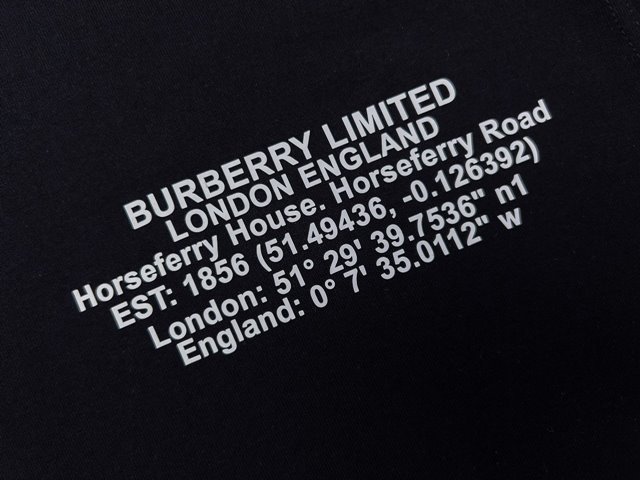 BURBERRY LIMITED
LONDON ENGLAND
Horseferry House. Horseferry Road
EST: 1856 (51.49436, -0.126392)
London: 51° 29' 39.7536" n1
England: 0° 7' 35.0112" w